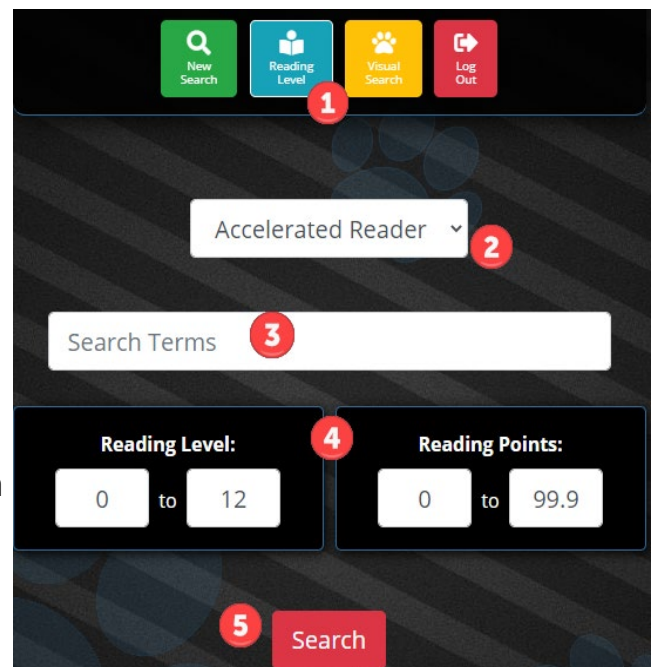 New
Search
Reading
Level
Visual
Search
Log
Out
1
Accelerated Reader
2
Search Terms
3
Reading Level:
4
Reading Points:
0 to 12
0 to 99.9
5
Search